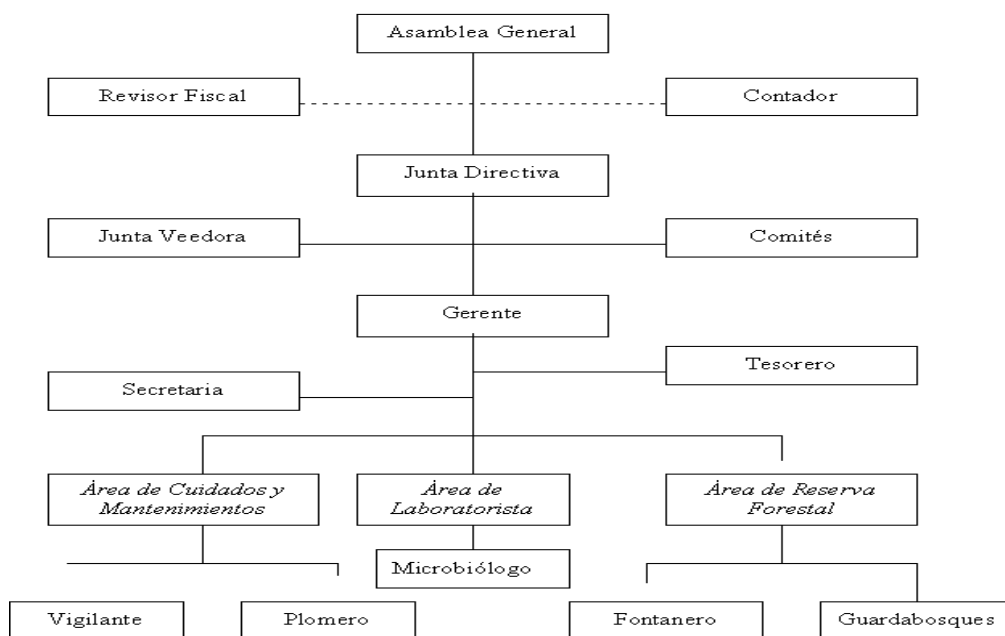 Asamblea General
Revisor Fiscal
Contador
Junta Directiva
Junta Veedora
Comités
Gerente
Tesorero
Secretaria
Área de Cuidados y
Mantenimientos
Área de
Laboratorista
Área de Reserva
Forestal
Microbiólogo
Vigilante
Plomero
Fontanero
Guardabosques